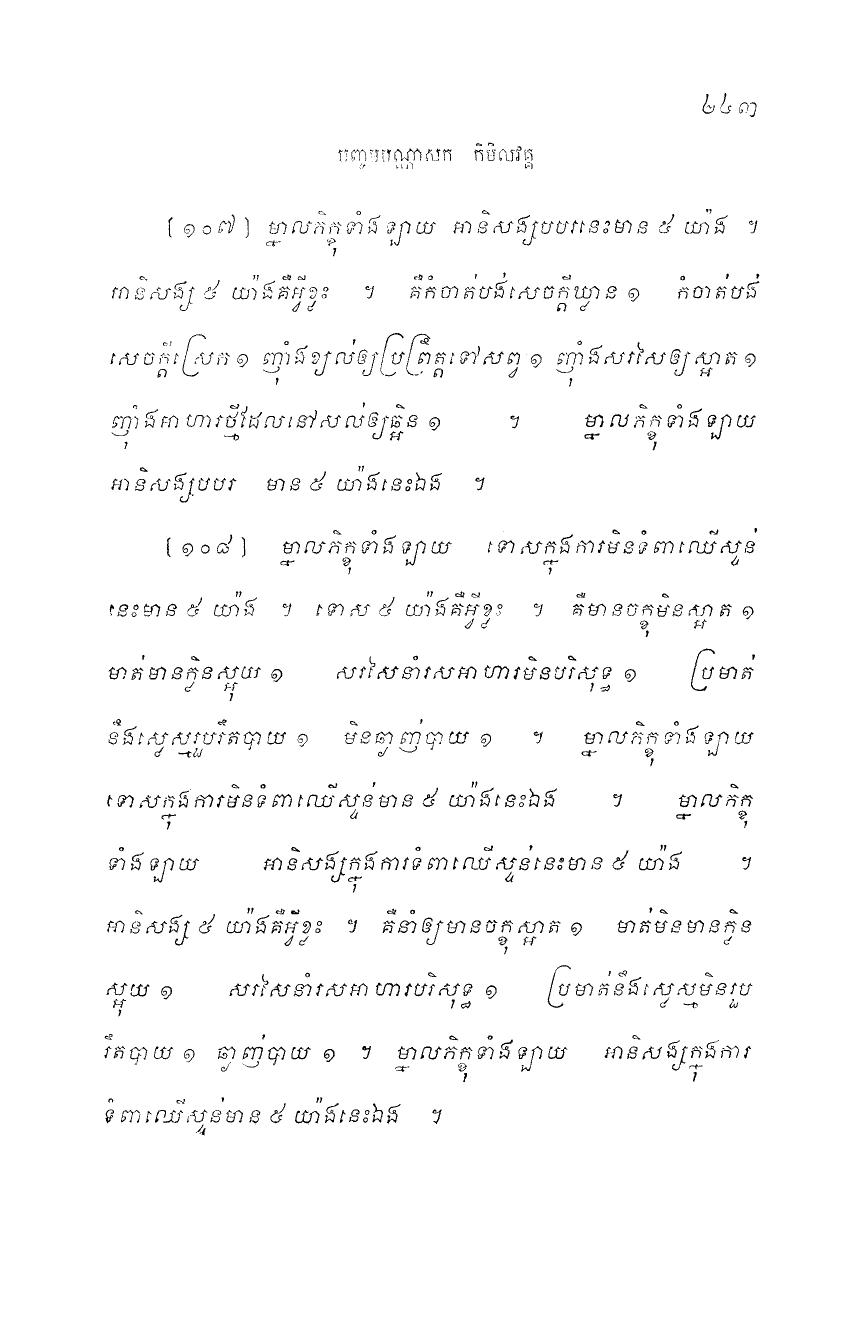 ២៤៣
បញ្ចមបណ្ណាសក កិមិលវគ្គ
[១០៧] ម្នាលភិក្ខុទាំងឡាយ អានិសង្សបបរនេះមាន ៥ យ៉ាង ។
អានិសង្ស ៥ យ៉ាងគឺអ្វីខ្លះ ។ គឺកំចាត់បង់សេចក្តីឃ្លាន ១ កំចាត់បង់
សេចក្តីស្រេក ១ ញ៉ាំងខ្យល់ឲ្យប្រព្រឹត្តទៅសព្វ ១ ញ៉ាំងសរសៃឲ្យស្អាត ១
ញ៉ាំងអាហារថ្មីដែលនៅសល់ឲ្យឆ្អិន ១ ។ ម្នាលភិក្ខុទាំងឡាយ
អានិសង្សបបរ មាន ៥ យ៉ាងនេះឯង ។
[១០៨] ម្នាលភិក្ខុទាំងឡាយ ទោសក្នុងការមិនទំពាឈើស្ទន់
នេះមាន ៥ យ៉ាង ។ ទោស ៥ យ៉ាងគឺអ្វីខ្លះ ។ គឺមានចក្ខុមិនស្អាត ១
មាត់មានក្លិនស្អុយ ១ សរសៃនាំរសអាហារមិនបរិសុទ្ធ ១ ប្រមាត់
នឹងស្លេស្មរួបរឹតបាយ ១ មិនឆ្ងាញ់បាយ ១ ។ ម្នាលភិក្ខុទាំងឡាយ
ទោសក្នុងការមិនទំពាឈើស្ទន់មាន ៥ យ៉ាងនេះឯង ។ ម្នាលភិក្ខុ
ទាំងឡាយ អានិសង្សក្នុងការទំពាឈើស្ទន់នេះមាន ៥ យ៉ាង ។
អានិសង្ស ៥ យ៉ាងគឺអ្វីខ្លះ ។ គឺនាំឲ្យមានចក្ខុស្អាត ១ មាត់មិនមានក្លិន
ស្អុយ ១ សរសៃនាំរសអាហារបរិសុទ្ធ ១ ប្រមាត់នឹងស្លេស្មមិនរួប
រឹតបាយ ១ ឆ្ងាញ់បាយ ១ ។ ម្នាលភិក្ខុទាំងឡាយ អានិសង្សក្នុងការ
ទំពាឈើស្ទន់មាន ៥ យ៉ាងនេះឯង ។